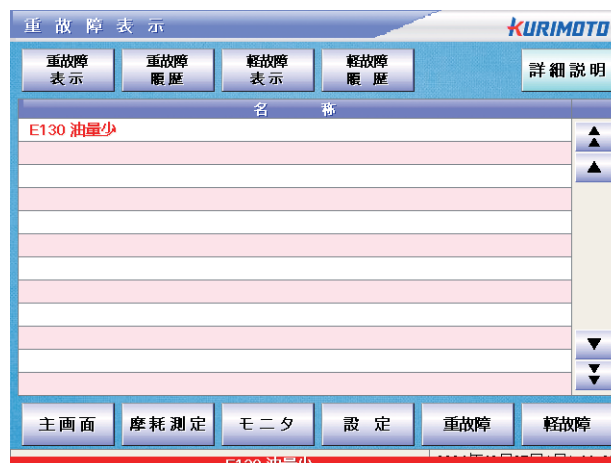 重故障表示
KURIMOTO
重故障
表示
重故障
履歴
軽故障
表示
軽故障
履歴
詳細説明
名称
E130 油量少
主画面
摩耗測定
モニタ
設定
重故障
軽故障
E130 油量少